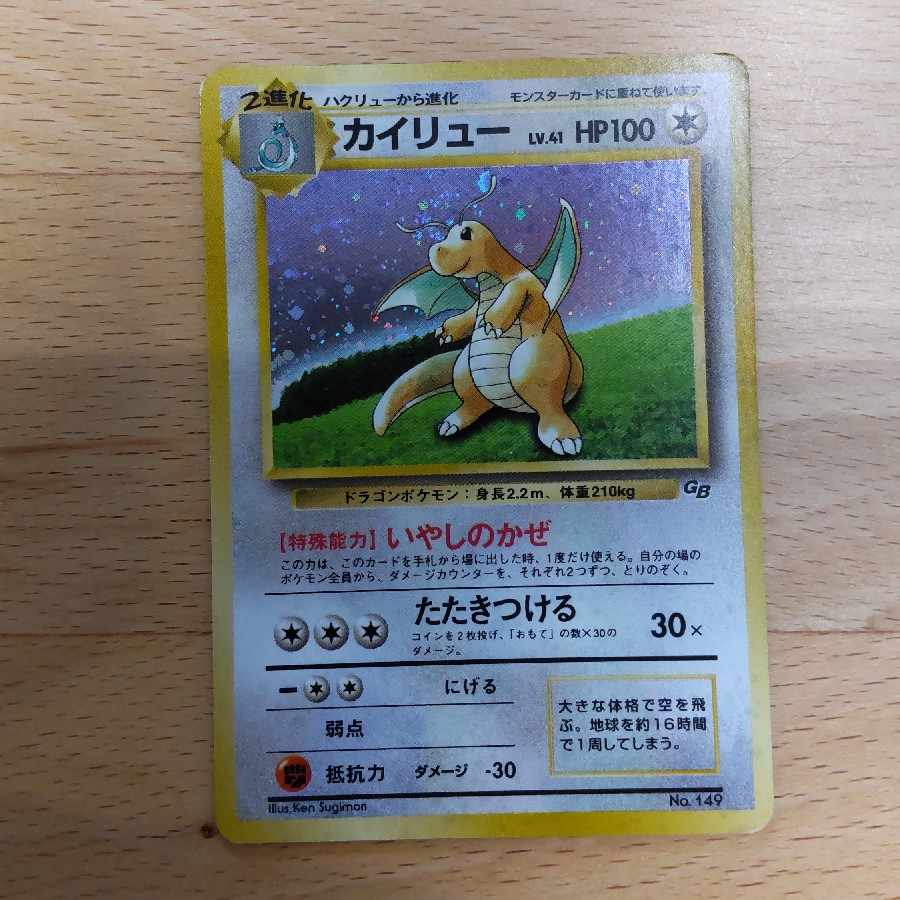 2進化 ハクリューから進化 モンスターカードに重ねて使います
カイリュー LV.41 HP100
ドラゴンポケモン：身長2.2m、体重210kg GB
【特殊能力】いやしのかぜ
この力は、このカードを手札から場に出した時、1度だけ使える。自分の場の
ポケモン全員から、ダメージカウンターを、それぞれ2つずつ、とりのぞく。
たたきつける
コインを2枚投げ、「おもて」の数×30の
ダメージ。
30×
にげる
弱点
抵抗力 ダメージ -30
大きな体格で空を飛
ぶ。地球を約16時間
で1周してしまう。
Illus. Ken Sugimori
No. 149